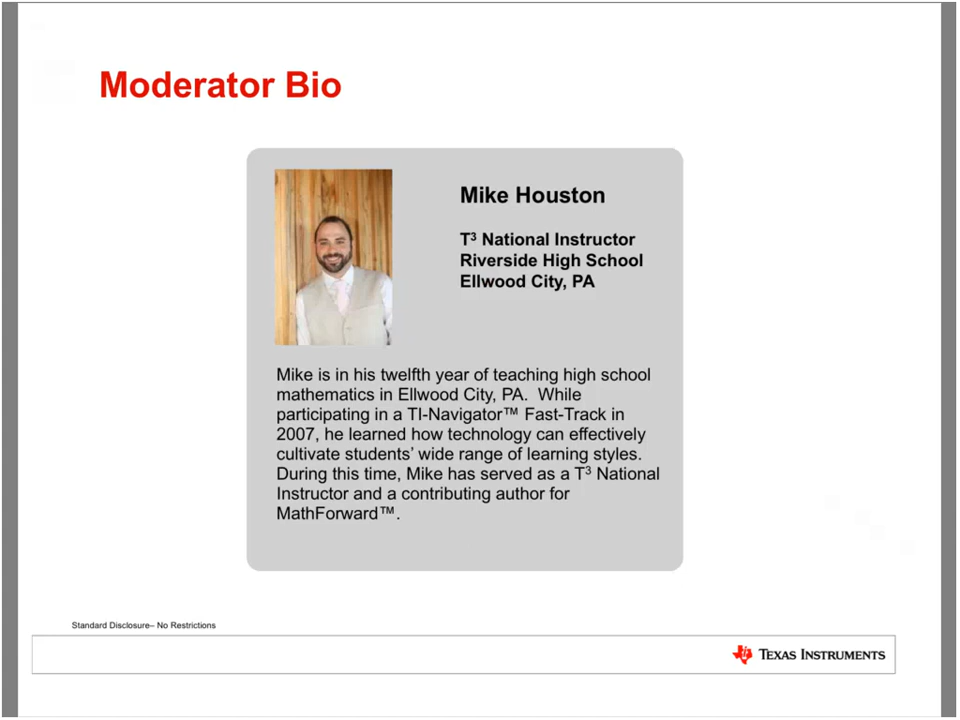 Moderator Bio
Mike Houston
T³ National Instructor
Riverside High School
Ellwood City, PA
Mike is in his twelfth year of teaching high school
mathematics in Ellwood City, PA.  While
participating in a TI-Navigator™ Fast-Track in
2007, he learned how technology can effectively
cultivate students’ wide range of learning styles.
During this time, Mike has served as a T³ National
Instructor and a contributing author for
MathForward™.
Standard Disclosure– No Restrictions
TEXAS INSTRUMENTS